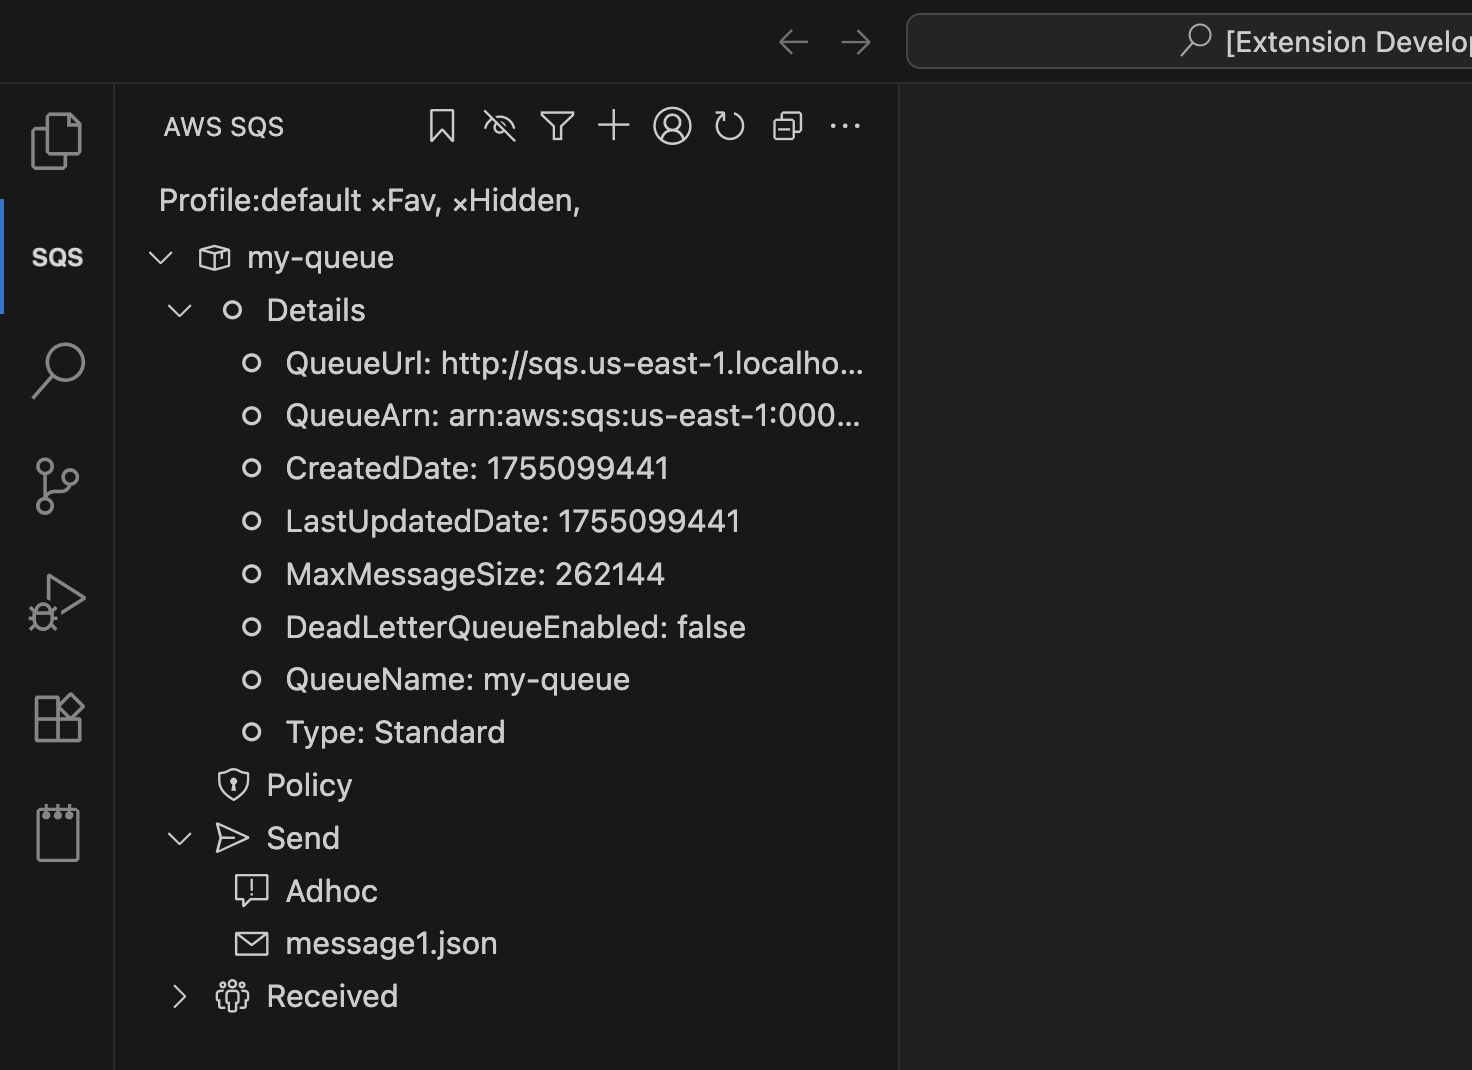 [Extension Develop
AWS SQS
SQS
Profile:default ×Fav, ×Hidden,
my-queue
Details
QueueUrl: http://sqs.us-east-1.localho...
QueueArn: arn:aws:sqs:us-east-1:000...
CreatedDate: 1755099441
LastUpdatedDate: 1755099441
MaxMessageSize: 262144
DeadLetterQueueEnabled: false
QueueName: my-queue
Type: Standard
Policy
Send
Adhoc
message1.json
Received